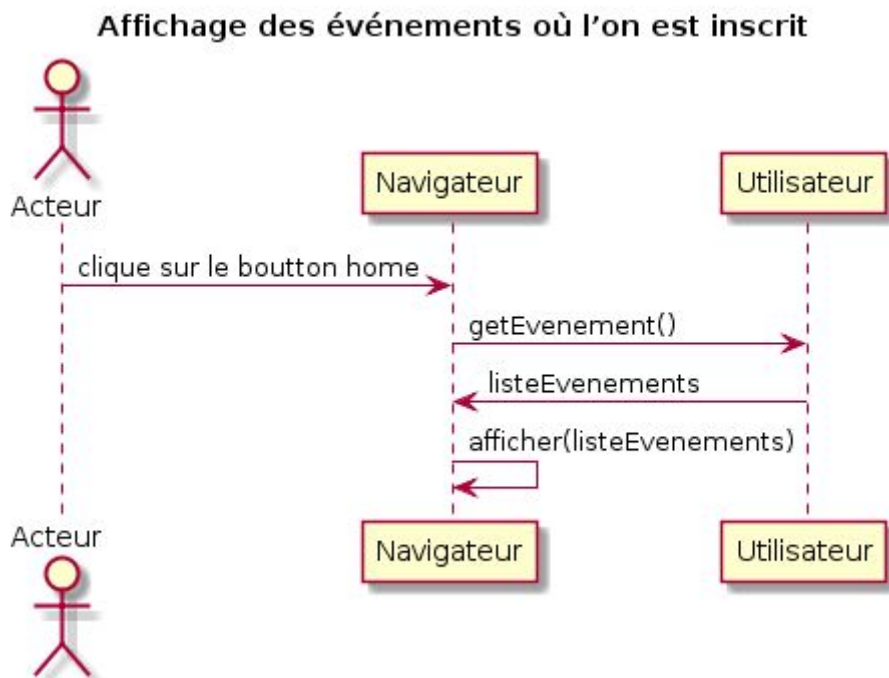 Affichage des événements où l’on est inscrit
Acteur
Navigateur
Utilisateur
clique sur le boutton home
getEvenement()
listeEvenements
afficher(listeEvenements)
Acteur
Navigateur
Utilisateur